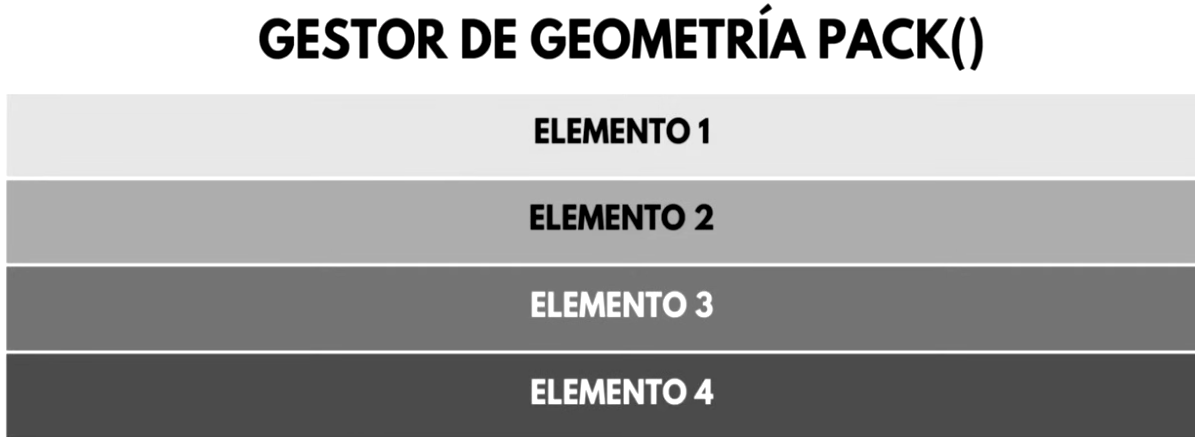 GESTOR DE GEOMETRÍA PACK()
ELEMENTO 1
ELEMENTO 2
ELEMENTO 3
ELEMENTO 4